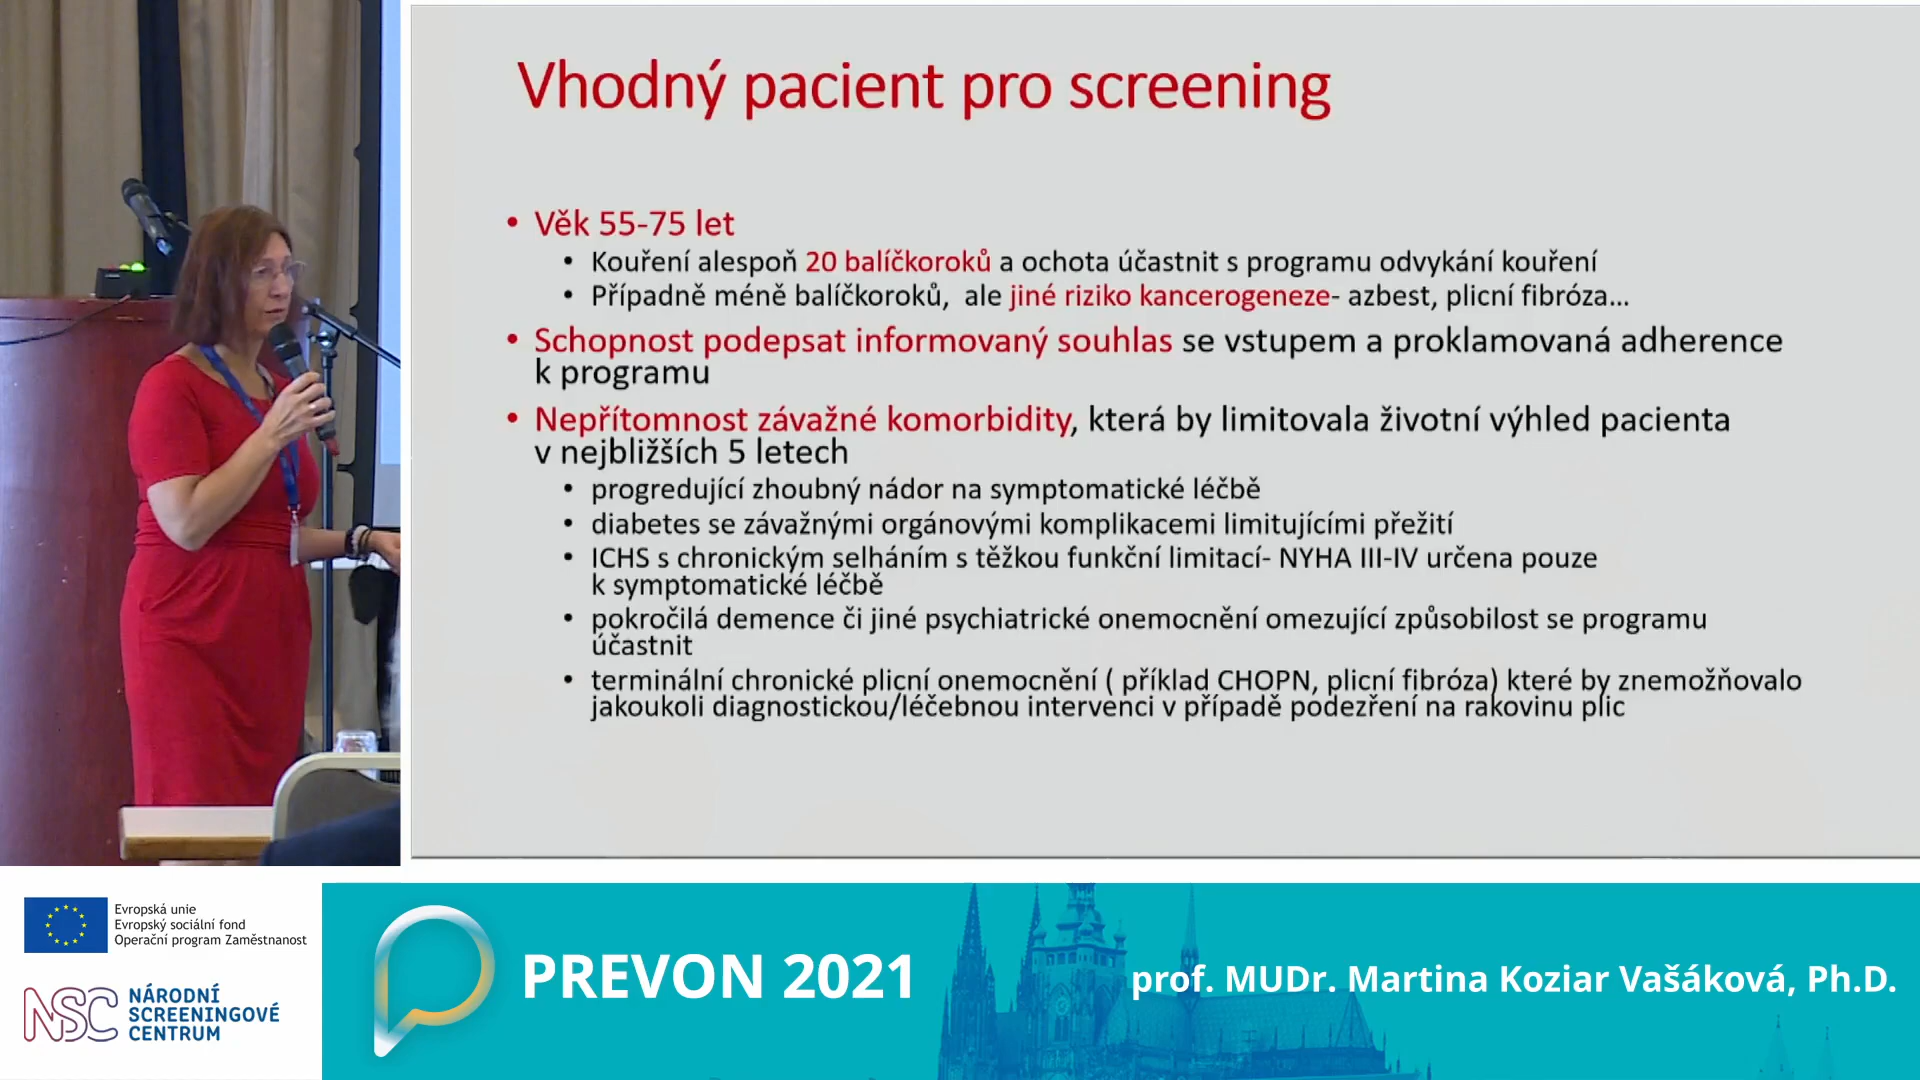 Vhodný pacient pro screening
• Věk 55-75 let
• Kouření alespoň 20 balíčkoroků a ochota účastnit s programu odvykání kouření
• Případně méně balíčkoroků, ale jiné riziko kancerogeneze- azbest, plicní fibróza...
• Schopnost podepsat informovaný souhlas se vstupem a proklamovaná adherence
k programu
• Nepřítomnost závažné komorbidity, která by limitovala životní výhled pacienta
v nejbližších 5 letech
• progredující zhoubný nádor na symptomatické léčbě
• diabetes se závažnými orgánovými komplikacemi limitujícími přežití
• ICHS s chronickým selháním s těžkou funkční limitací- NYHA III-IV určena pouze
k symptomatické léčbě
• pokročilá demence či jiné psychiatrické onemocnění omezující způsobilost se programu
účastnit
• terminální chronické plicní onemocnění ( příklad CHOPN, plicní fibróza) které by znemožňovalo
jakoukoli diagnostickou/léčebnou intervenci v případě podezření na rakovinu plic
Evropská unie
Evropský sociální fond
Operační program Zaměstnanost
NSC NÁRODNÍ
SCREENINGOVÉ
CENTRUM
PREVON 2021
prof. MUDr. Martina Koziar Vašáková, Ph.D.